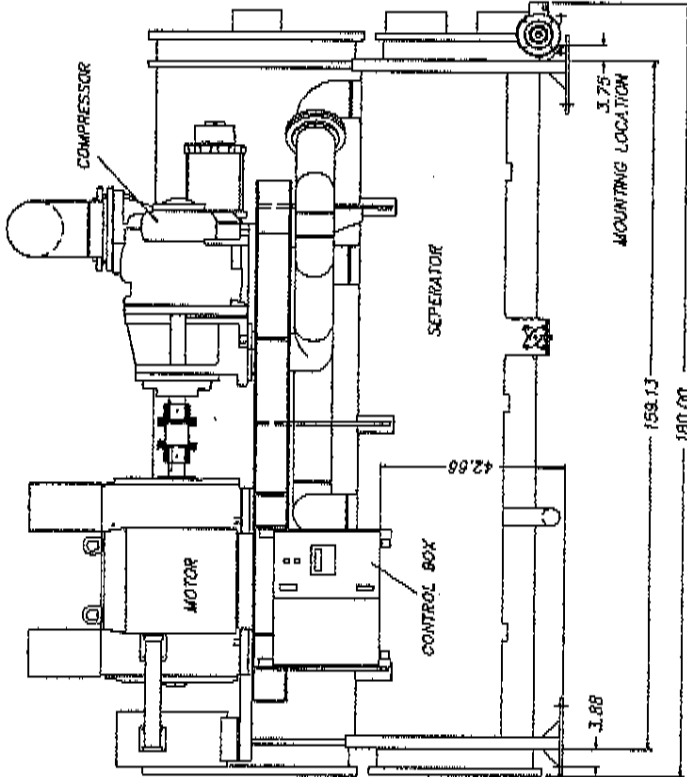 COMPRESSOR
MOTOR
CONTROL BOX
SEPERATOR
42.66
3.75
MOUNTING LOCATION
3.88
159.13
180.00